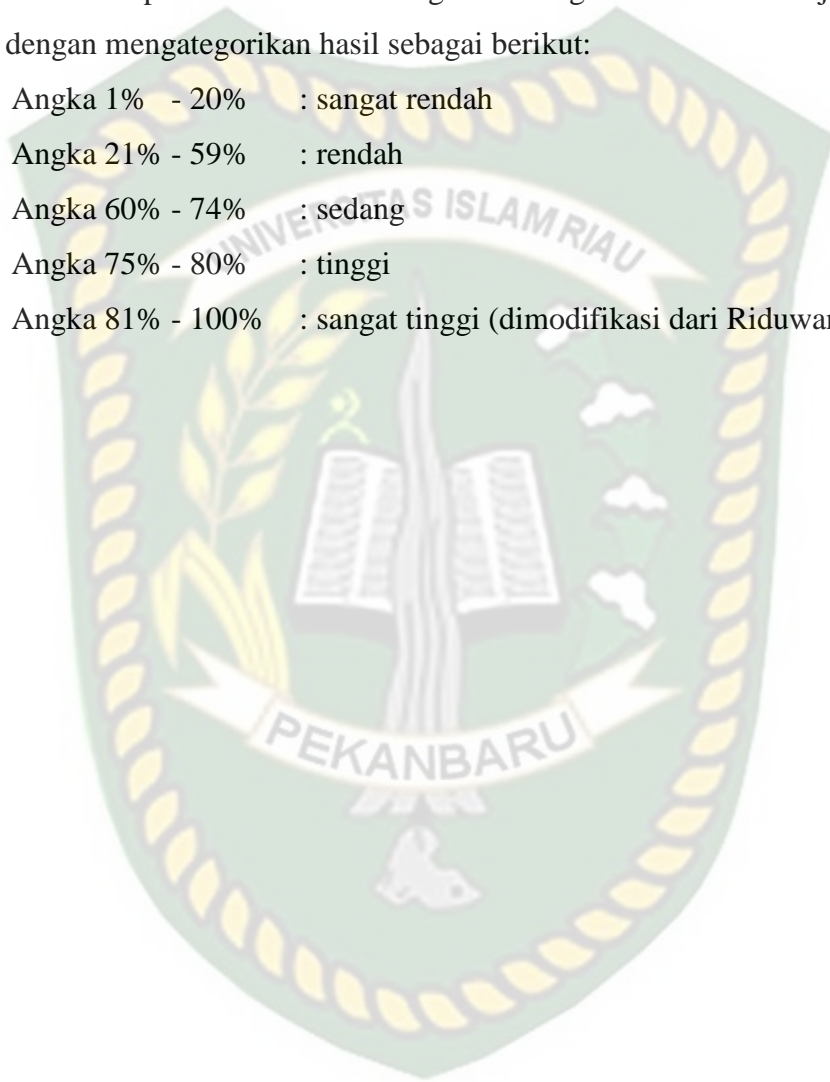 dengan mengategorikan hasil sebagai berikut:
Angka 1% - 20% : sangat rendah
Angka 21% - 59% : rendah
Angka 60% - 74% : sedang
Angka 75% - 80% : tinggi
Angka 81% - 100% : sangat tinggi (dimodifikasi dari
UNIVERSITAS ISLAM RIAU
PEKANBARU